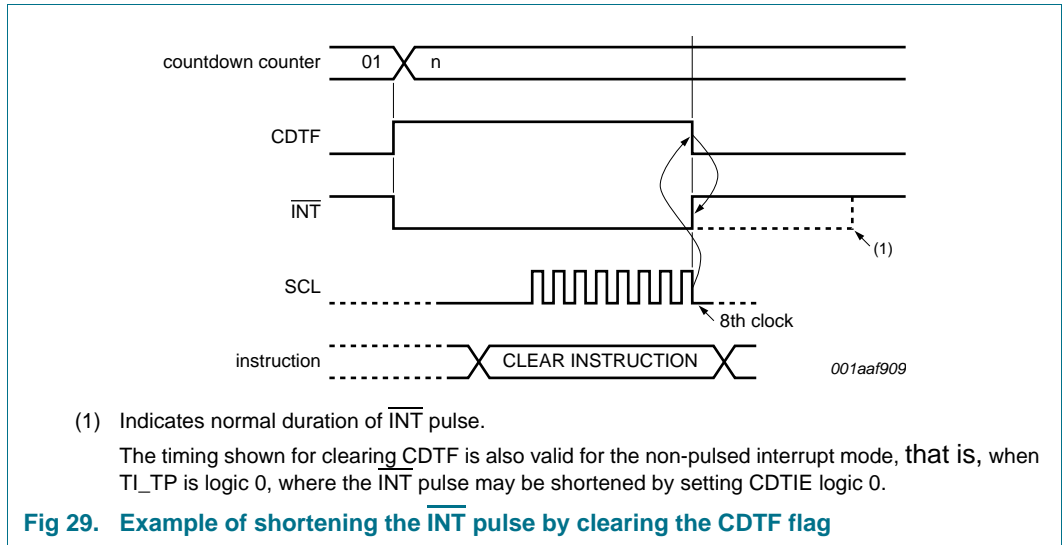 countdown counter 01 n
CDTF
INT
(1)
SCL
8th clock
instruction CLEAR INSTRUCTION 001aaf909
(1) Indicates normal duration of INT pulse.
The timing shown for clearing CDTF is also valid for the non-pulsed interrupt mode, that is, when
TI_TP is logic 0, where the INT pulse may be shortened by setting CDTIE logic 0.
Fig 29. Example of shortening the INT pulse by clearing the CDTF flag